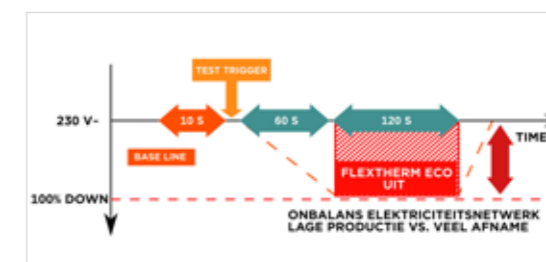 TEST TRIGGER
230 V~
10 S
60 S
120 S
TIME
BASE LINE
FLEXTHERM ECO
UIT
100% DOWN
ONBALANS ELEKTRICITEITSNETWERK
LAGE PRODUCTIE VS. VEEL AFNAME